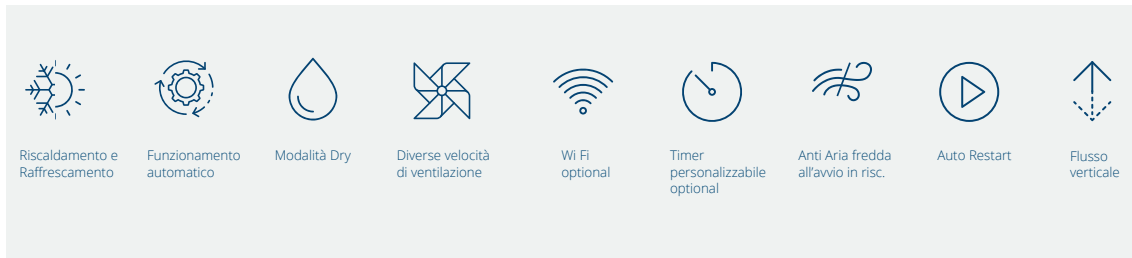 Riscaldamento e
Raffrescamento
Funzionamento
automatico
Modalità Dry
Diverse velocità
di ventilazione
Wi Fi
optional
Timer
personalizzabile
optional
Anti Aria fredda
all'avvio in risc.
Auto Restart
Flusso
verticale